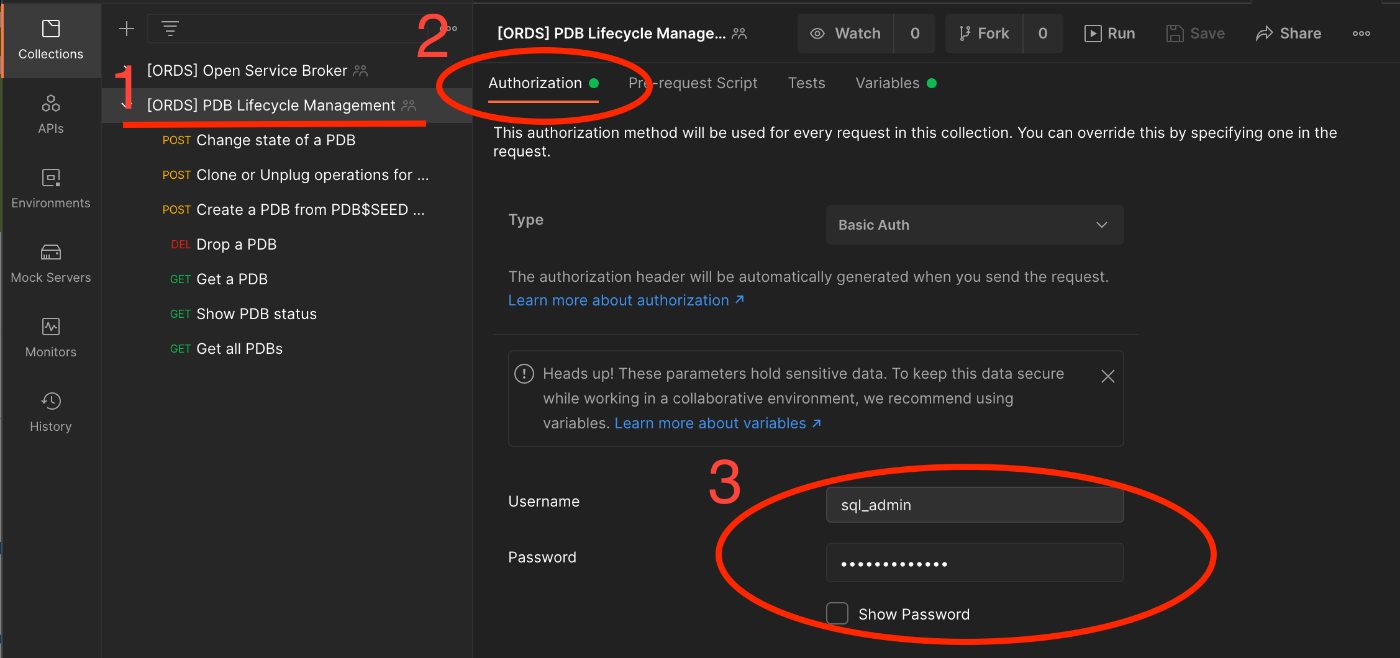 Collections
APIs
Environments
Mock Servers
Monitors
History
1
[ORDS] Open Service Broker
[ORDS] PDB Lifecycle Management
POST Change state of a PDB
POST Clone or Unplug operations for ...
POST Create a PDB from PDB$SEED ...
DEL Drop a PDB
GET Get a PDB
GET Show PDB status
GET Get all PDBs
2
[ORDS] PDB Lifecycle Manage... Watch 0 Fork 0 Run Save Share
Authorization Pre-request Script Tests Variables
This authorization method will be used for every request in this collection. You can override this by specifying one in the
request.
Type Basic Auth
The authorization header will be automatically generated when you send the request.
Learn more about authorization ↗
Heads up! These parameters hold sensitive data. To keep this data secure
while working in a collaborative environment, we recommend using
variables. Learn more about variables ↗
3
Username sql_admin
Password •••••••••••••
Show Password